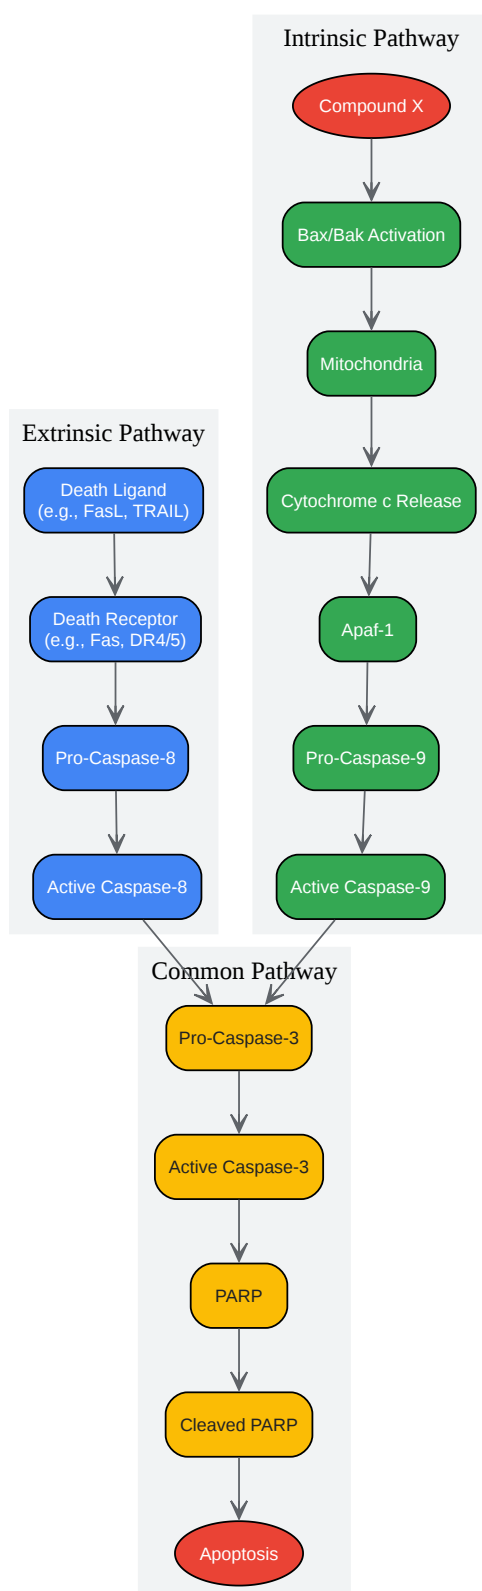 Intrinsic Pathway
Compound X
Bax/Bak Activation
Mitochondria
Cytochrome c Release
Apaf-1
Pro-Caspase-9
Active Caspase-9
Extrinsic Pathway
Death Ligand
(e.g., FasL, TRAIL)
Death Receptor
(e.g., Fas, DR4/5)
Pro-Caspase-8
Active Caspase-8
Common Pathway
Pro-Caspase-3
Active Caspase-3
PARP
Cleaved PARP
Apoptosis